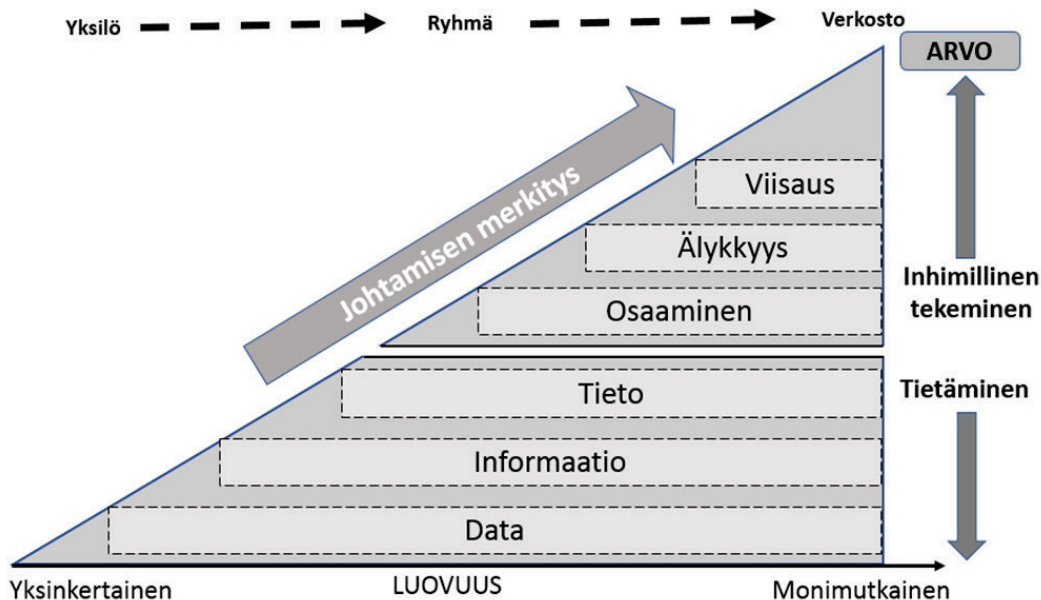 Yksilö
Ryhmä
Verkosto
ARVO
Johtamisen merkitys
Viisaus
Älykkyys
Osaaminen
Inhimillinen
tekeminen
Tieto
Tietäminen
Informaatio
Data
Yksinkertainen
LUOVUUS
Monimutkainen